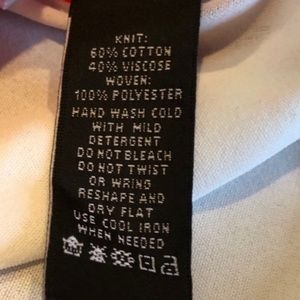 KNIT:
60% COTTON
40% VISCOSE
WOVEN:
100% POLYESTER
HAND WASH COLD
WITH MILD
DETERGENT
DO NOT BLEACH
DO NOT TWIST
OR WRING
RESHAPE AND
DRY FLAT
USE COOL IRON
WHEN NEEDED